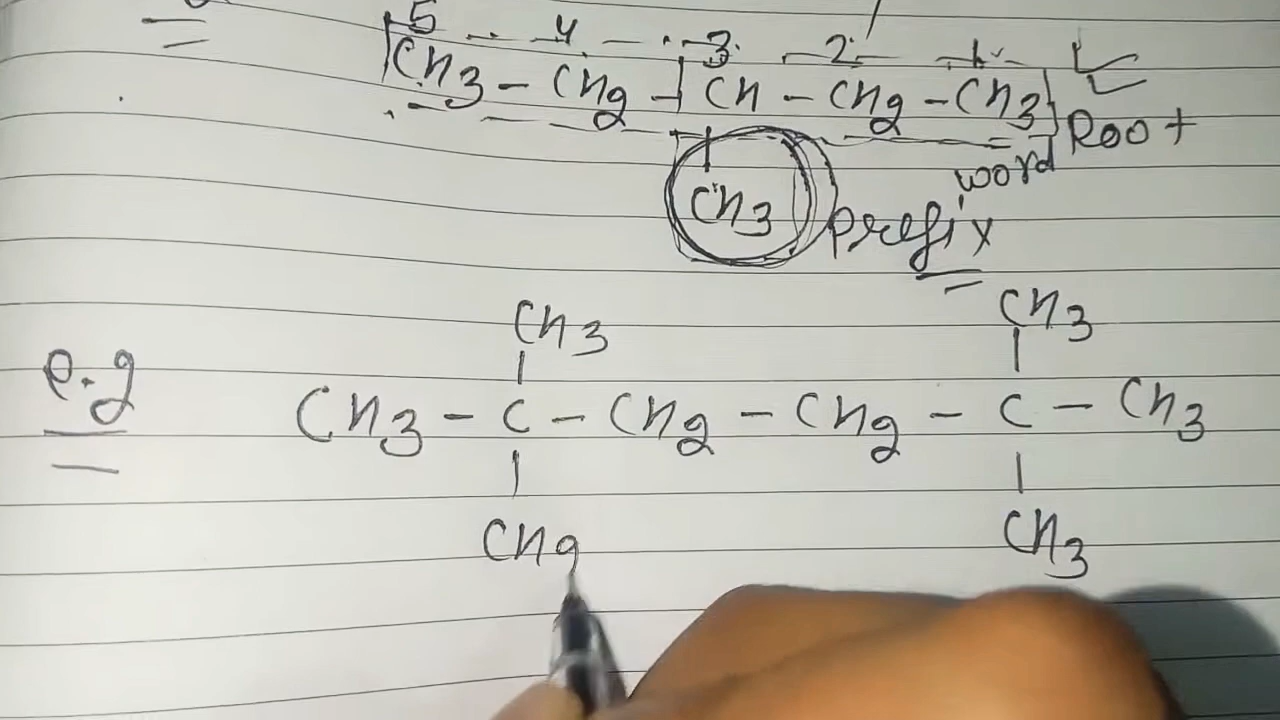 5 4 3 2 1
CH3 - CH2 - CH - CH2 - CH3
Root
word
CH3
prefix
CH3 CH3
e.g CH3 - C - CH2 - CH2 - C - CH3
CH2 CH3